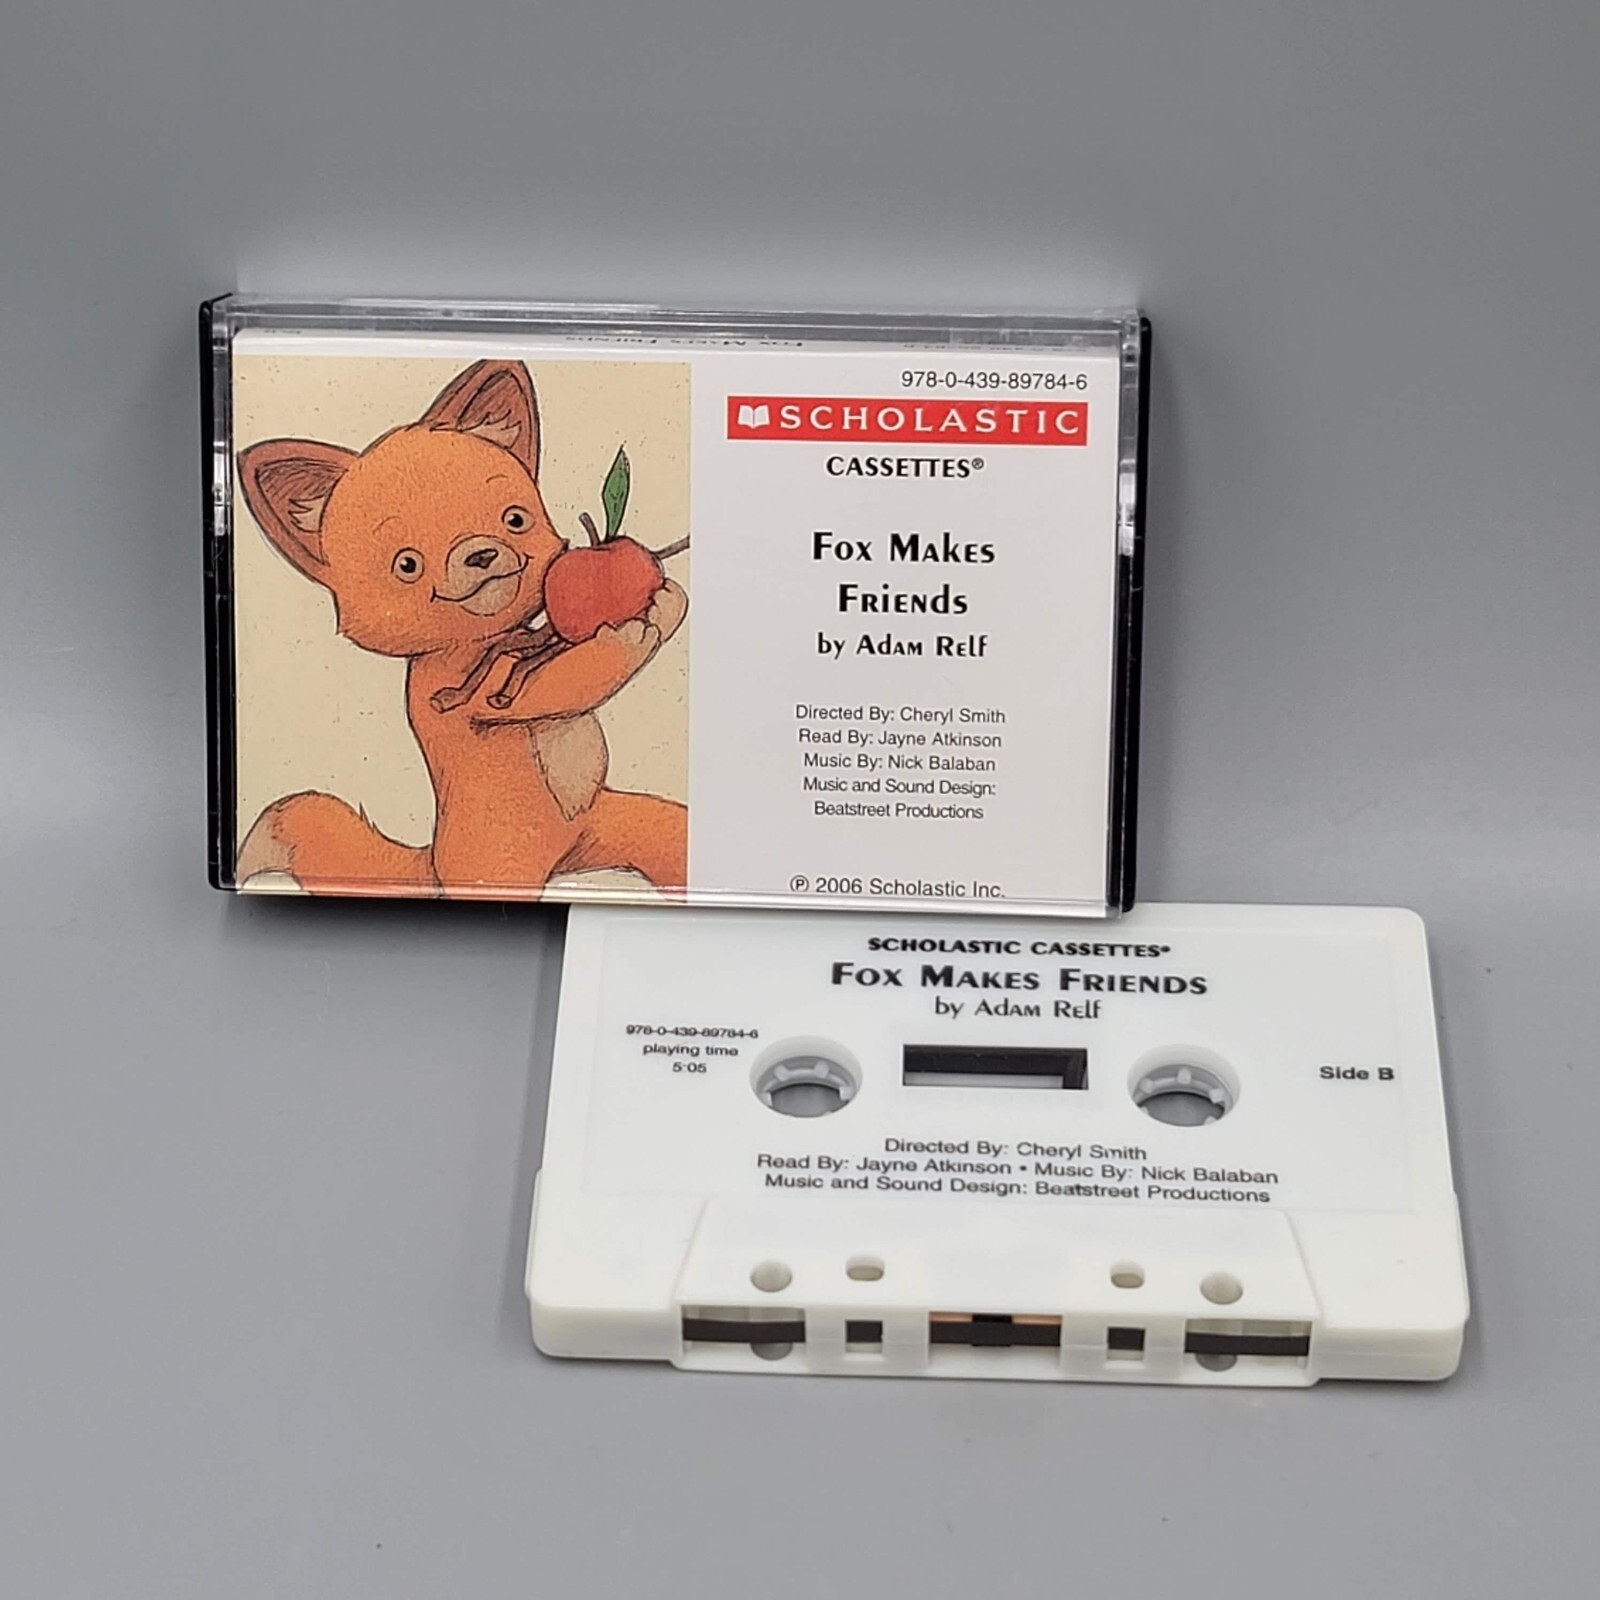 Fox Makes Friends
978-0-439-89784-6
SCHOLASTIC
CASSETTES®
Fox Makes
Friends
by Adam Relf
Directed By: Cheryl Smith
Read By: Jayne Atkinson
Music By: Nick Balaban
Music and Sound Design:
Beatstreet Productions
℗ 2006 Scholastic Inc.
SCHOLASTIC CASSETTES®
Fox Makes Friends
by Adam Relf
978-0-439-89784-6
playing time
5:05
Side B
Directed By: Cheryl Smith
Read By: Jayne Atkinson • Music By: Nick Balaban
Music and Sound Design: Beatstreet Productions